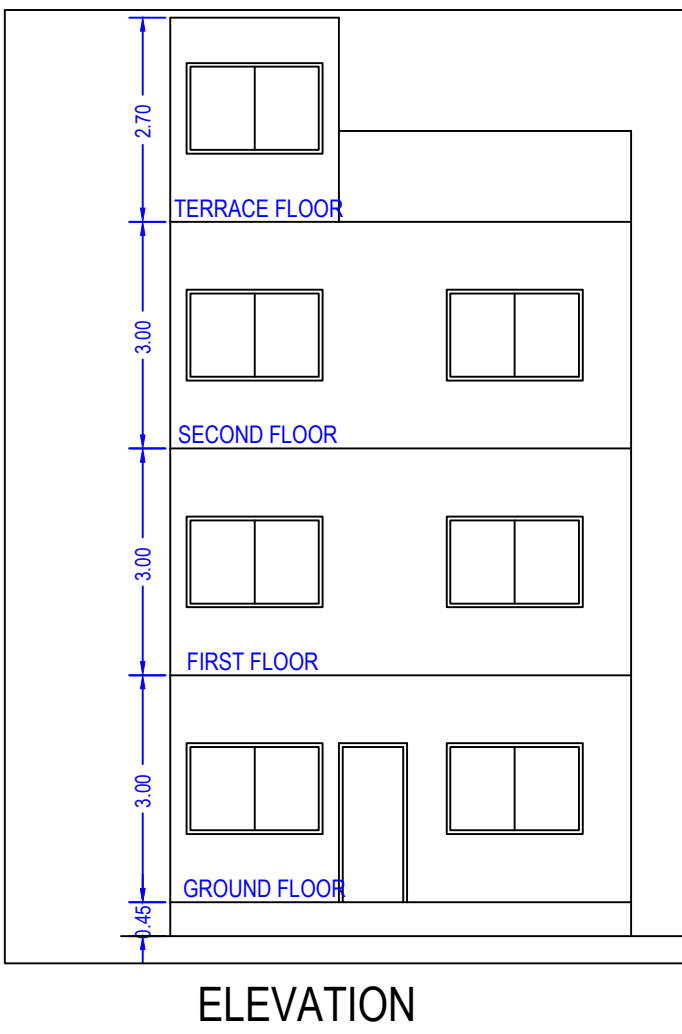 2.70
TERRACE FLOOR
3.00
SECOND FLOOR
3.00
FIRST FLOOR
3.00
GROUND FLOOR
0.45
ELEVATION